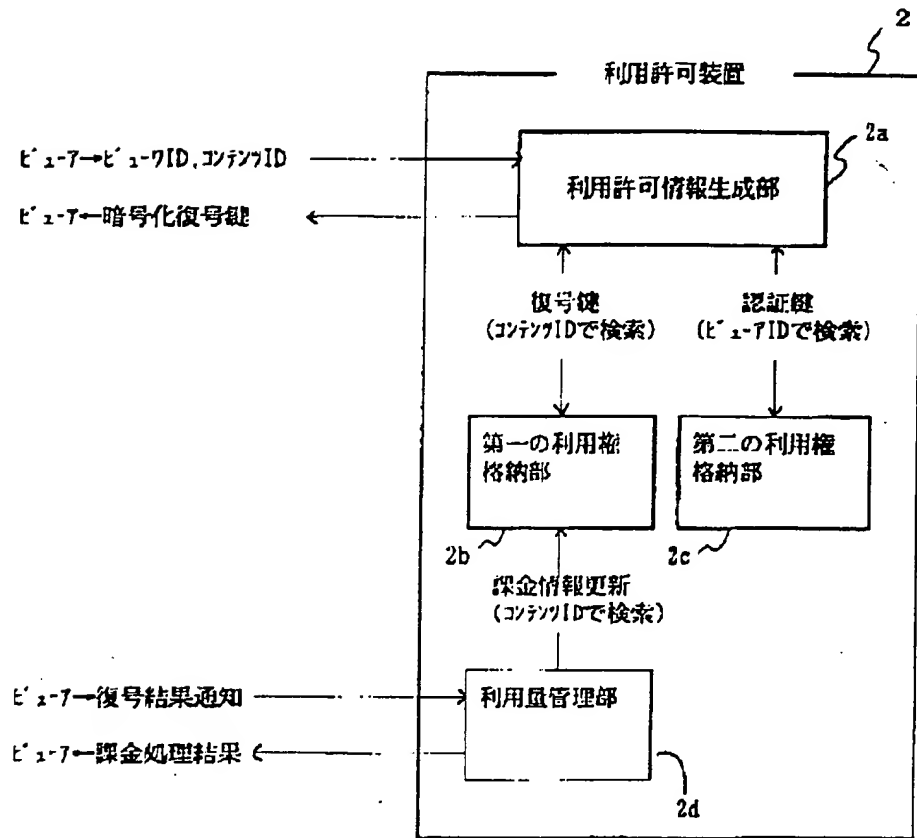 2
利用許可装置
2a
ビューア→ビューワID,コンテンツID
利用許可情報生成部
ビューア←暗号化復号鍵
復号鍵
(コンテンツIDで検索)
認証鍵
(ビューアIDで検索)
第一の利用権
格納部
第二の利用権
格納部
2b
2c
課金情報更新
(コンテンツIDで検索)
ビューア→復号結果通知
利用量管理部
ビューア←課金処理結果
2d